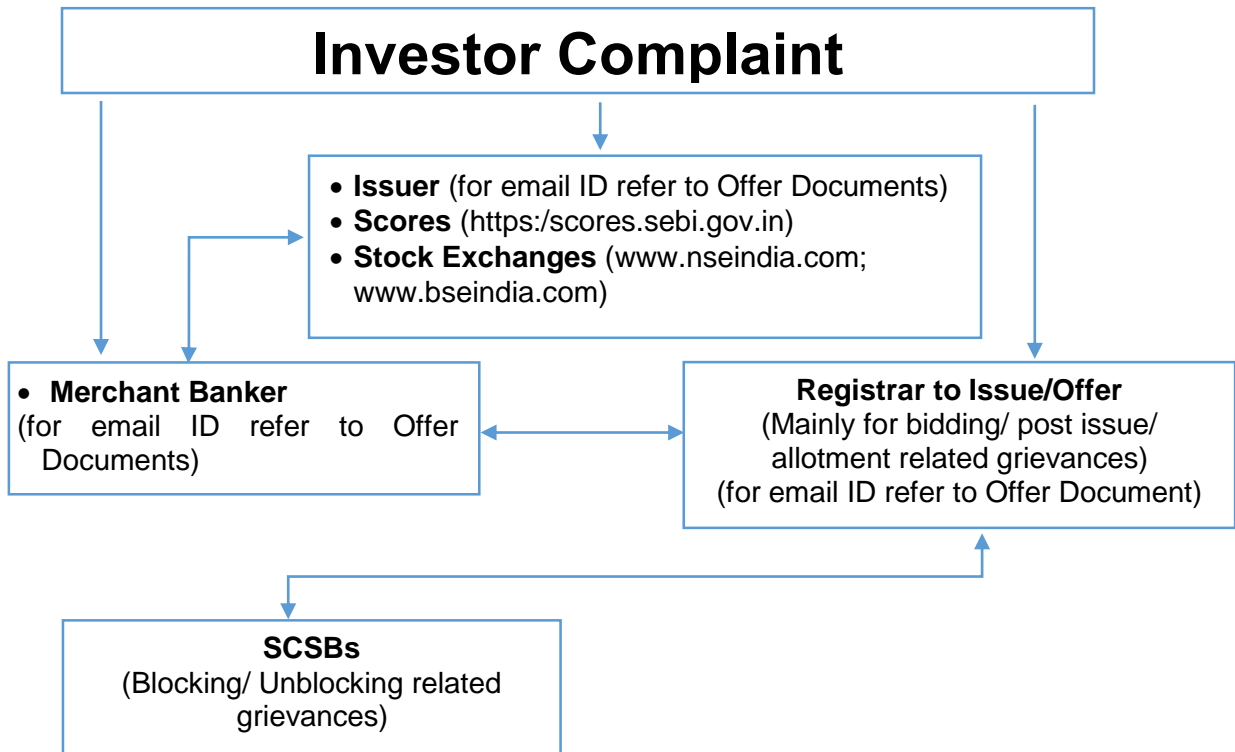 Investor Complaint
• Issuer (for email ID refer to Offer Documents)
• Scores (https:/scores.sebi.gov.in)
• Stock Exchanges (www.nseindia.com;
www.bseindia.com)
• Merchant Banker
(for email ID refer to Offer
Documents)
Registrar to Issue/Offer
(Mainly for bidding/ post issue/
allotment related grievances)
(for email ID refer to Offer Document)
SCSBs
(Blocking/ Unblocking related
grievances)